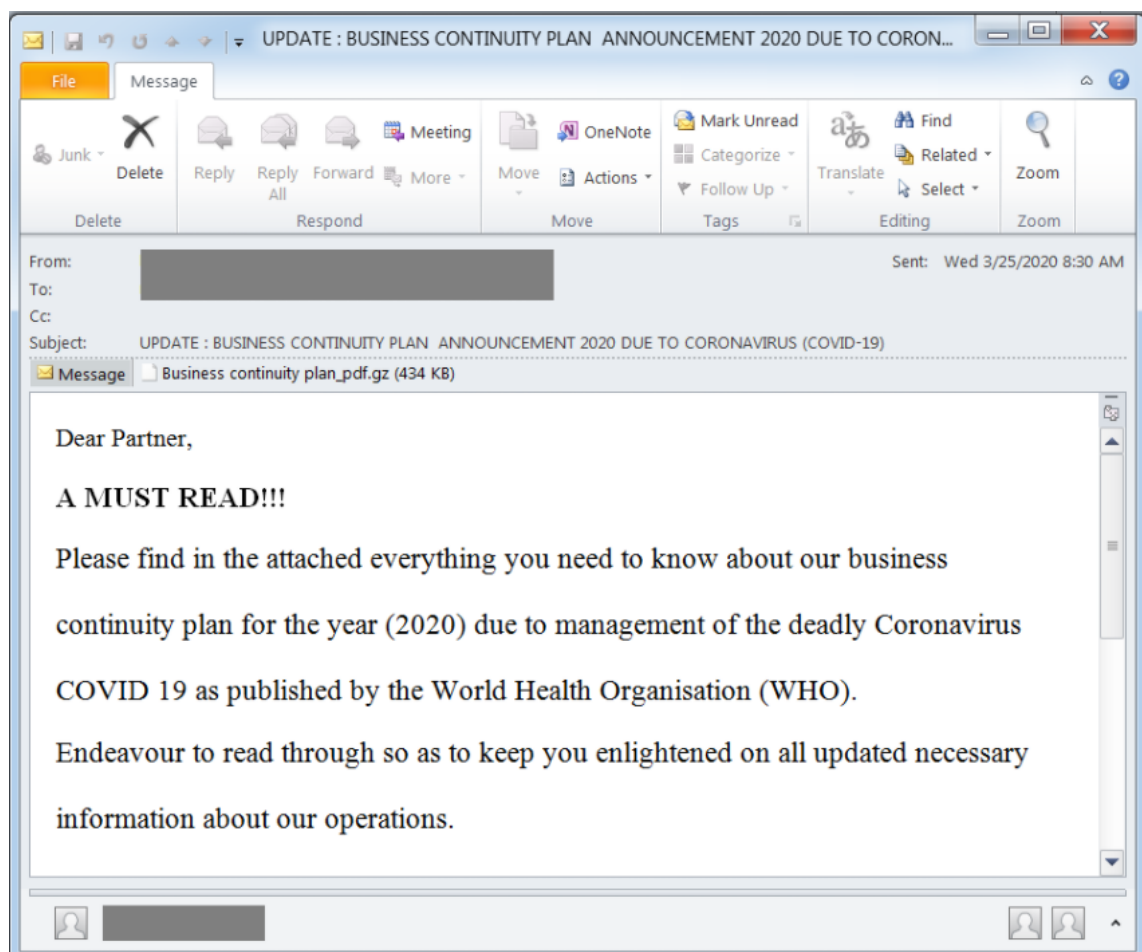 UPDATE : BUSINESS CONTINUITY PLAN  ANNOUNCEMENT 2020 DUE TO CORON...
File Message
Junk
Delete
Reply
Reply All
Forward
Meeting
More
Move
OneNote
Actions
Mark Unread
Categorize
Follow Up
Translate
Find
Related
Select
Zoom
Delete Respond Move Tags Editing Zoom
From: Sent: Wed 3/25/2020 8:30 AM
To:
Cc:
Subject: UPDATE : BUSINESS CONTINUITY PLAN  ANNOUNCEMENT 2020 DUE TO CORONAVIRUS (COVID-19)
Message Business continuity plan_pdf.gz (434 KB)
Dear Partner,
A MUST READ!!!
Please find in the attached everything you need to know about our business
continuity plan for the year (2020) due to management of the deadly Coronavirus
COVID 19 as published by the World Health Organisation (WHO).
Endeavour to read through so as to keep you enlightened on all updated necessary
information about our operations.